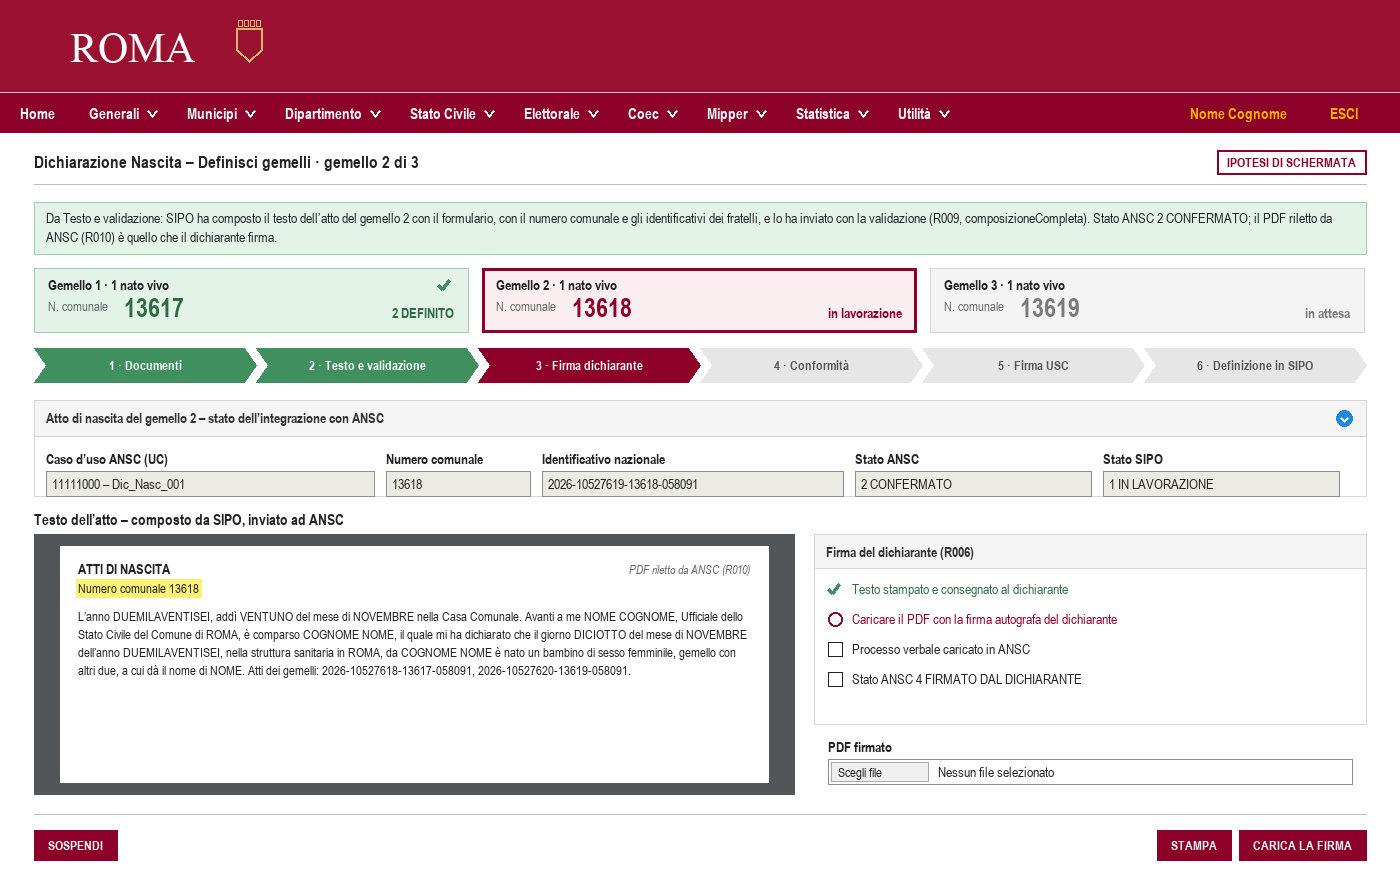 ROMA
Home Generali Municipi Dipartimento Stato Civile Elettorale Coec Mipper Statistica Utilità Nome Cognome ESCI
Dichiarazione Nascita – Definisci gemelli · gemello 2 di 3
IPOTESI DI SCHERMATA
Da Testo e validazione: SIPO ha composto il testo dell'atto del gemello 2 con il formulario, con il numero comunale e gli identificativi dei fratelli, e lo ha inviato con la validazione (R009, composizioneCompleta). Stato ANSC 2 CONFERMATO; il PDF riletto da
ANSC (R010) è quello che il dichiarante firma.
Gemello 1 · 1 nato vivo
N. comunale 13617
2 DEFINITO
Gemello 2 · 1 nato vivo
N. comunale 13618
in lavorazione
Gemello 3 · 1 nato vivo
N. comunale 13619
in attesa
1 · Documenti
2 · Testo e validazione
3 · Firma dichiarante
4 · Conformità
5 · Firma USC
6 · Definizione in SIPO
Atto di nascita del gemello 2 – stato dell'integrazione con ANSC
Caso d'uso ANSC (UC) Numero comunale Identificativo nazionale Stato ANSC Stato SIPO
11111000 – Dic_Nasc_001 13618 2026-10527619-13618-058091 2 CONFERMATO 1 IN LAVORAZIONE
Testo dell'atto – composto da SIPO, inviato ad ANSC
ATTI DI NASCITA
PDF riletto da ANSC (R010)
Numero comunale 13618
L'anno DUEMILAVENTISEI, addì VENTUNO del mese di NOVEMBRE nella Casa Comunale. Avanti a me NOME COGNOME, Ufficiale dello
Stato Civile del Comune di ROMA, è comparso COGNOME NOME, il quale mi ha dichiarato che il giorno DICIOTTO del mese di NOVEMBRE
dell'anno DUEMILAVENTISEI, nella struttura sanitaria in ROMA, da COGNOME NOME è nato un bambino di sesso femminile, gemello con
altri due, a cui dà il nome di NOME. Atti dei gemelli: 2026-10527618-13617-058091, 2026-10527620-13619-058091.
Firma del dichiarante (R006)
Testo stampato e consegnato al dichiarante
Caricare il PDF con la firma autografa del dichiarante
Processo verbale caricato in ANSC
Stato ANSC 4 FIRMATO DAL DICHIARANTE
PDF firmato
Scegli file Nessun file selezionato
SOSPENDI
STAMPA
CARICA LA FIRMA